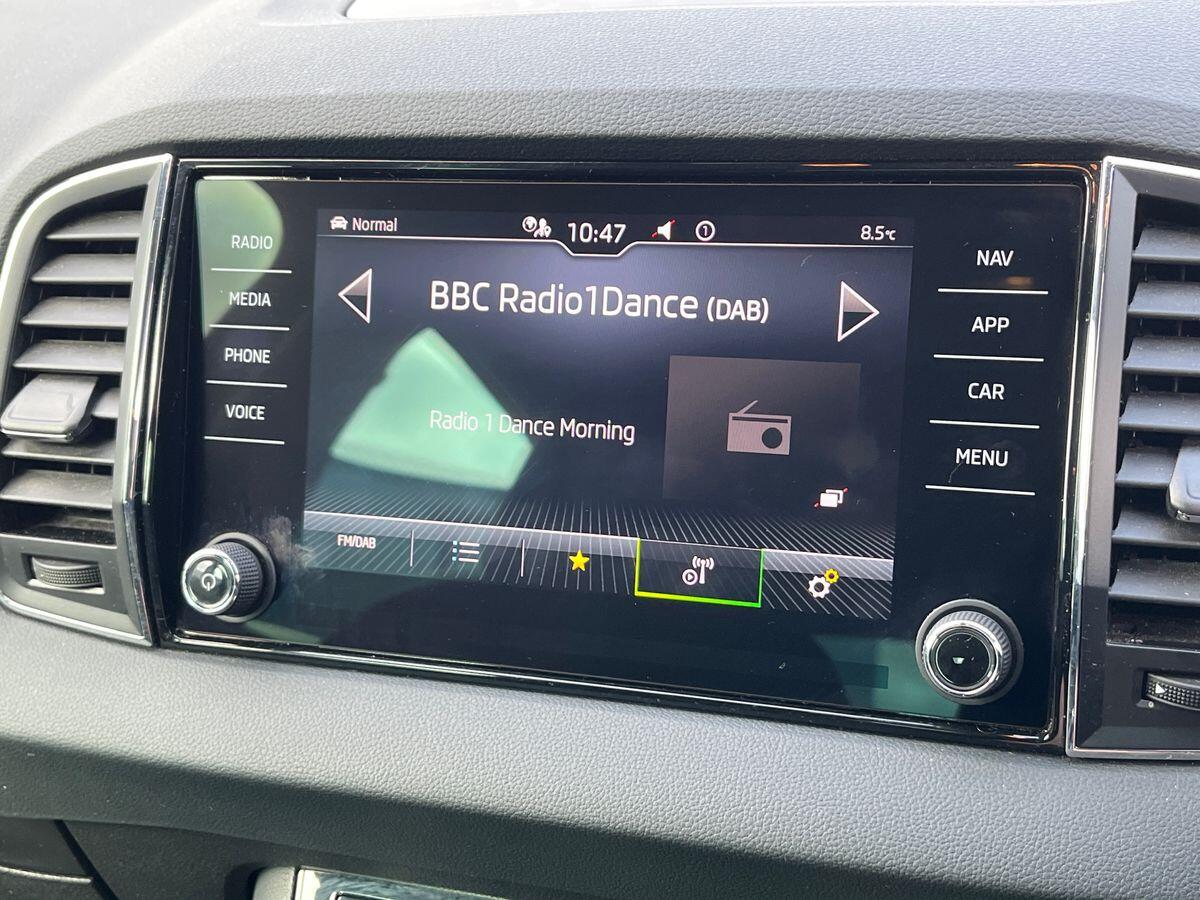 Normal
10:47
1
8.5°C
RADIO
MEDIA
PHONE
VOICE
BBC Radio1Dance (DAB)
Radio 1 Dance Morning
FM/DAB
NAV
APP
CAR
MENU